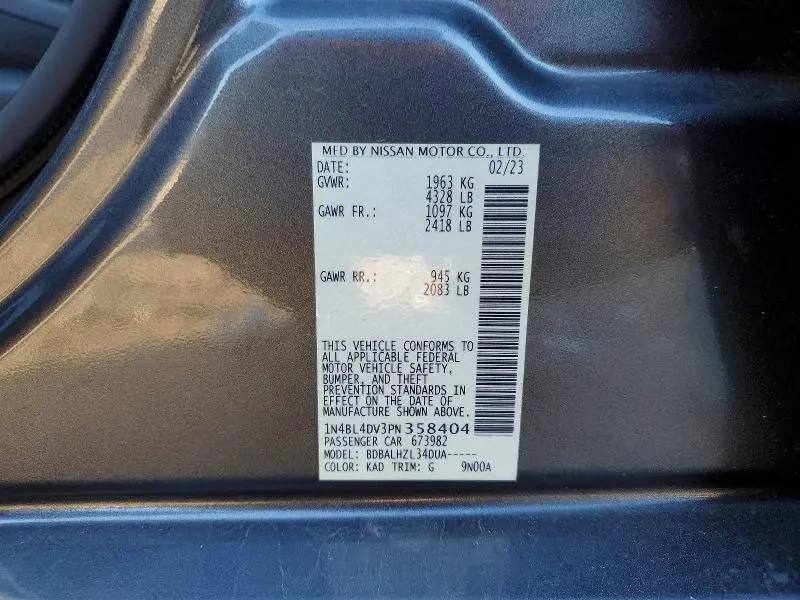 MFD BY NISSAN MOTOR CO., LTD.
DATE: 02/23
GVWR: 1963 KG
4328 LB
GAWR FR.: 1097 KG
2418 LB
GAWR RR.: 945 KG
2083 LB
THIS VEHICLE CONFORMS TO
ALL APPLICABLE FEDERAL
MOTOR VEHICLE SAFETY,
BUMPER, AND THEFT
PREVENTION STANDARDS IN
EFFECT ON THE DATE OF
MANUFACTURE SHOWN ABOVE.
1N4BL4DV3PN358404
PASSENGER CAR 673982
MODEL: BDBALHZL34DUA-----
COLOR: KAD TRIM: G 9N00A